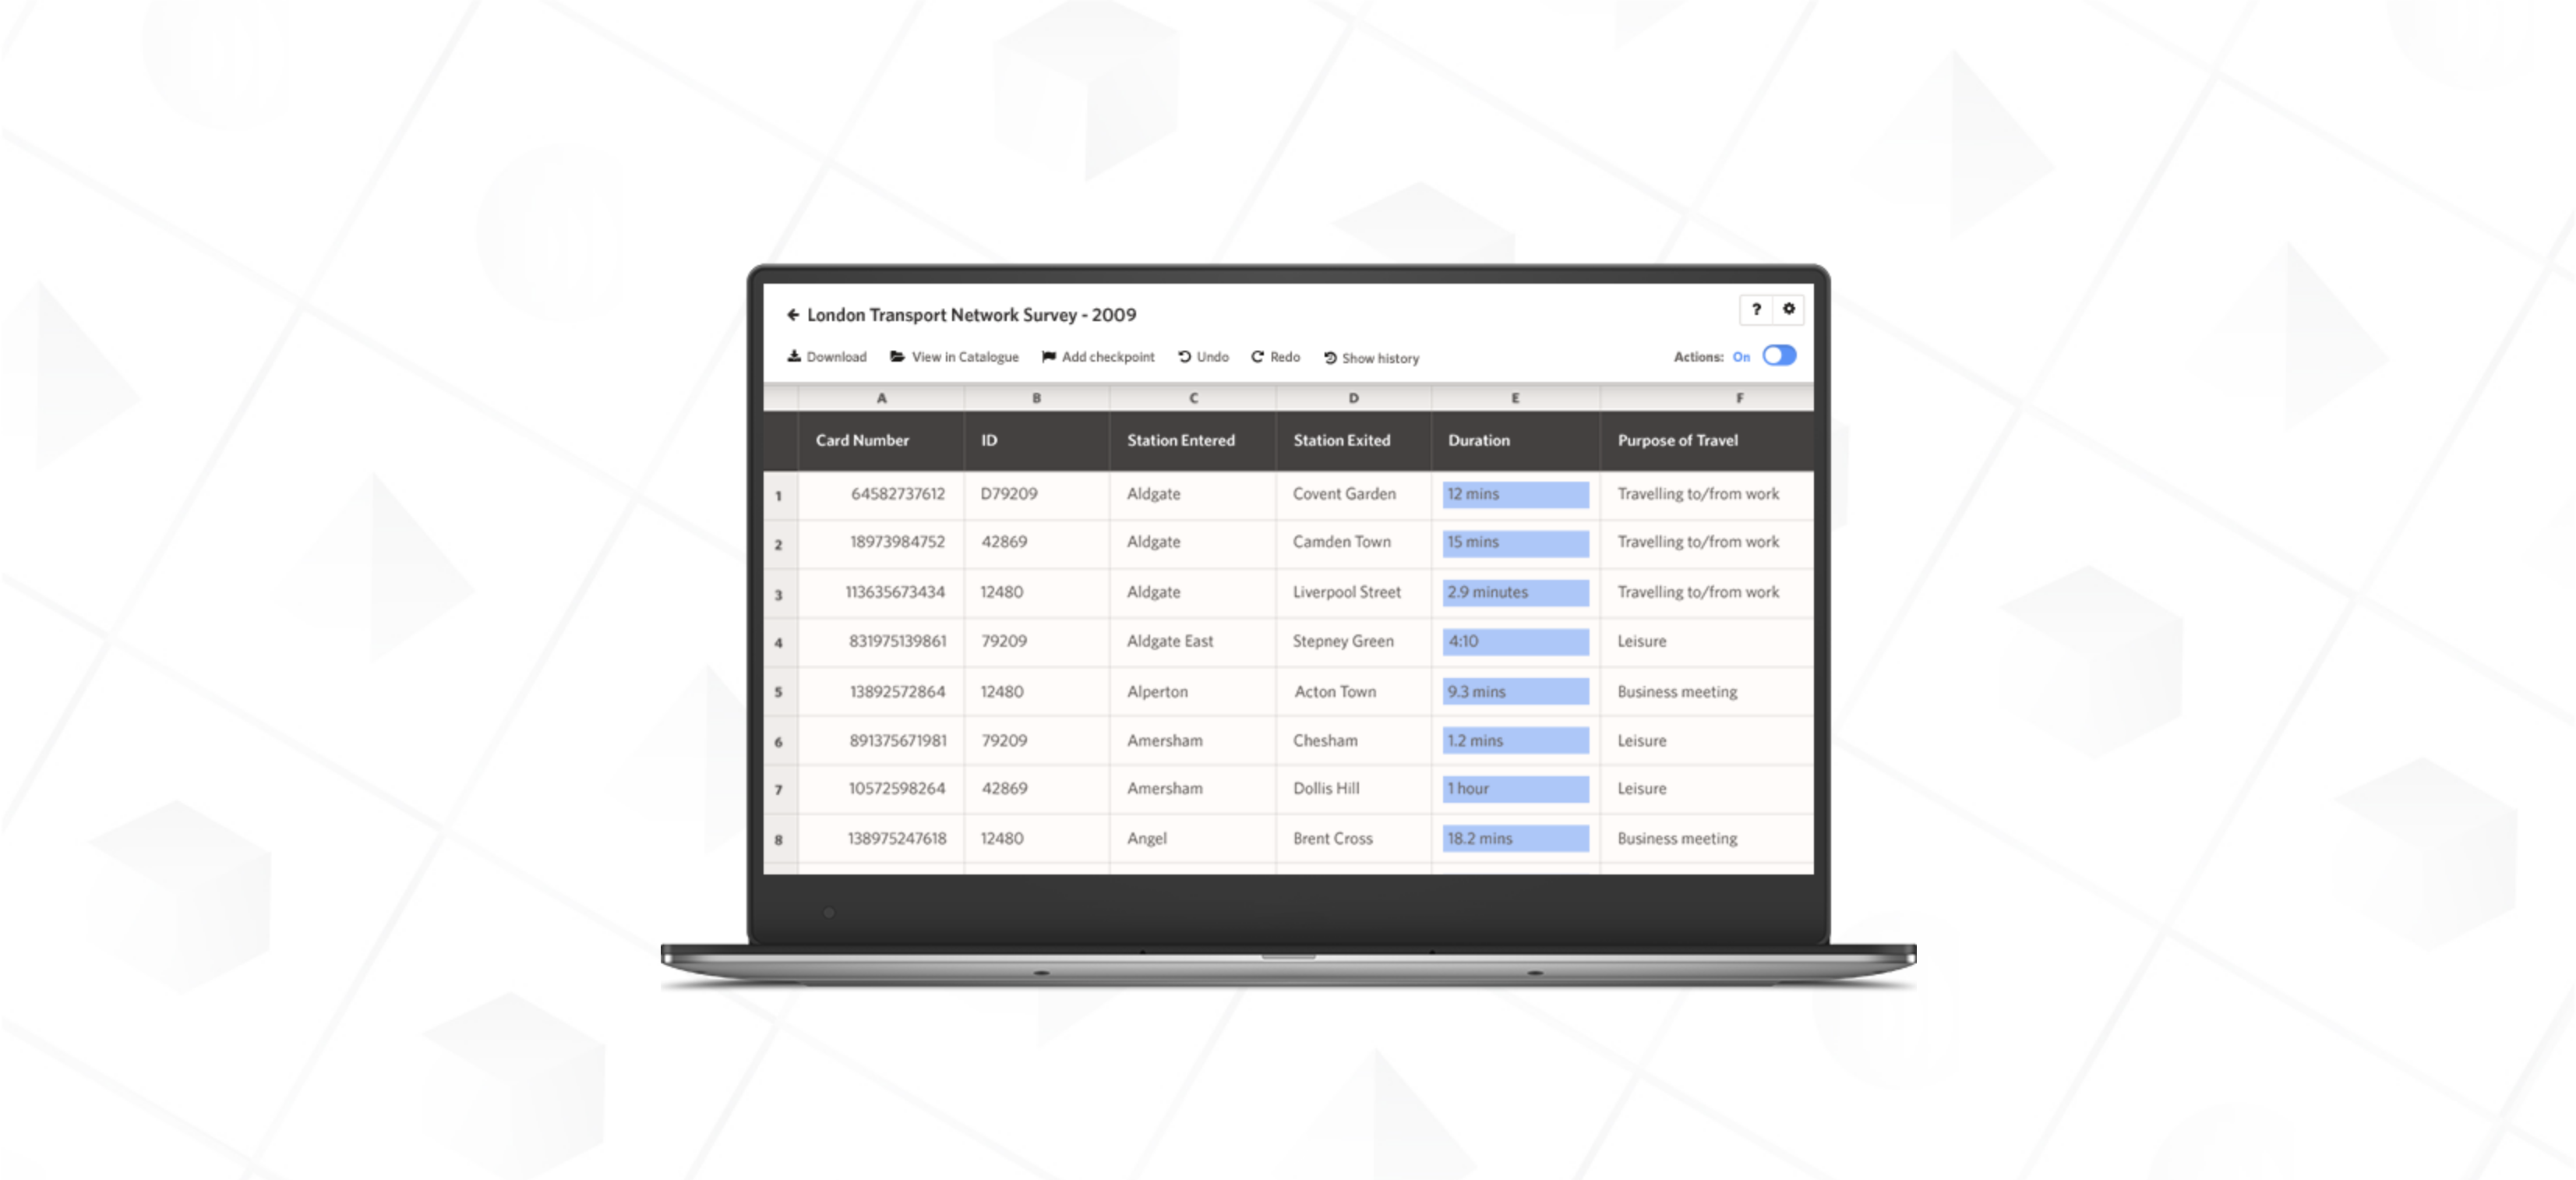 London Transport Network Survey - 2009
?
Download View in Catalogue Add checkpoint Undo Redo Show history Actions: On
A B C D E F
Card Number ID Station Entered Station Exited Duration Purpose of Travel
1 64582737612 D79209 Aldgate Covent Garden 12 mins Travelling to/from work
2 18973984752 42869 Aldgate Camden Town 15 mins Travelling to/from work
3 113635673434 12480 Aldgate Liverpool Street 2.9 minutes Travelling to/from work
4 831975139861 79209 Aldgate East Stepney Green 4:10 Leisure
5 13892572864 12480 Alperton Acton Town 9.3 mins Business meeting
6 891375671981 79209 Amersham Chesham 1.2 mins Leisure
7 10572598264 42869 Amersham Dollis Hill 1 hour Leisure
8 138975247618 12480 Angel Brent Cross 18.2 mins Business meeting